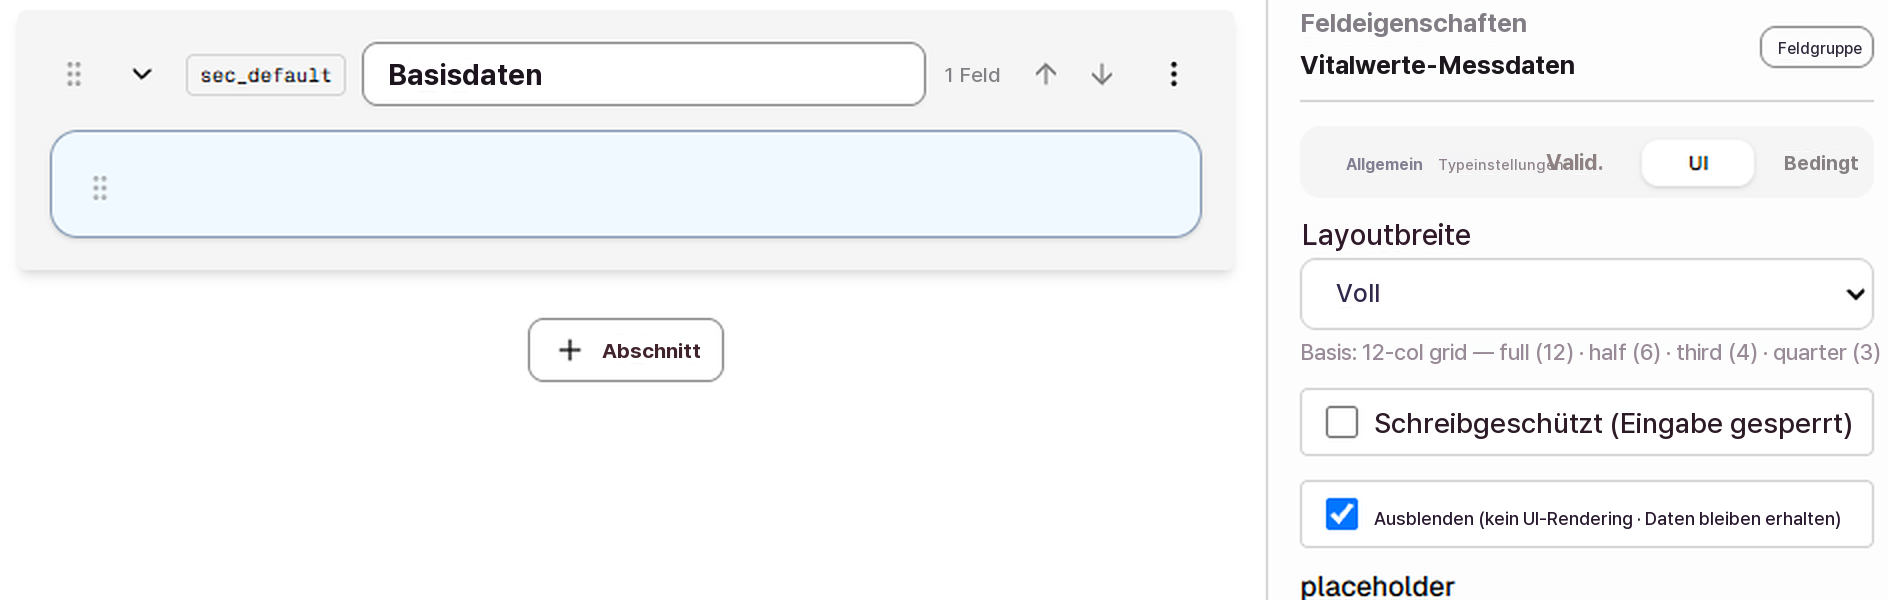 sec_default
Basisdaten
1 Feld
Abschnitt
Feldeigenschaften
Vitalwerte-Messdaten
Feldgruppe
Allgemein
Typeinstellungen
Valid.
UI
Bedingt
Layoutbreite
Voll
Basis: 12-col grid — full (12) · half (6) · third (4) · quarter (3)
Schreibgeschützt (Eingabe gesperrt)
Ausblenden (kein UI-Rendering · Daten bleiben erhalten)
placeholder